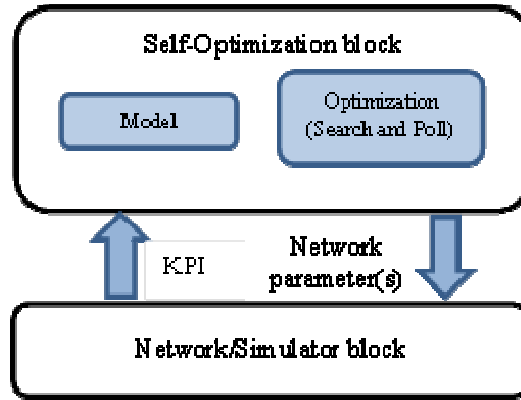 Self-Optimization block
Model
Optimization
(Search and Poll)
KPI
Network
parameter(s)
Network/Simulator block